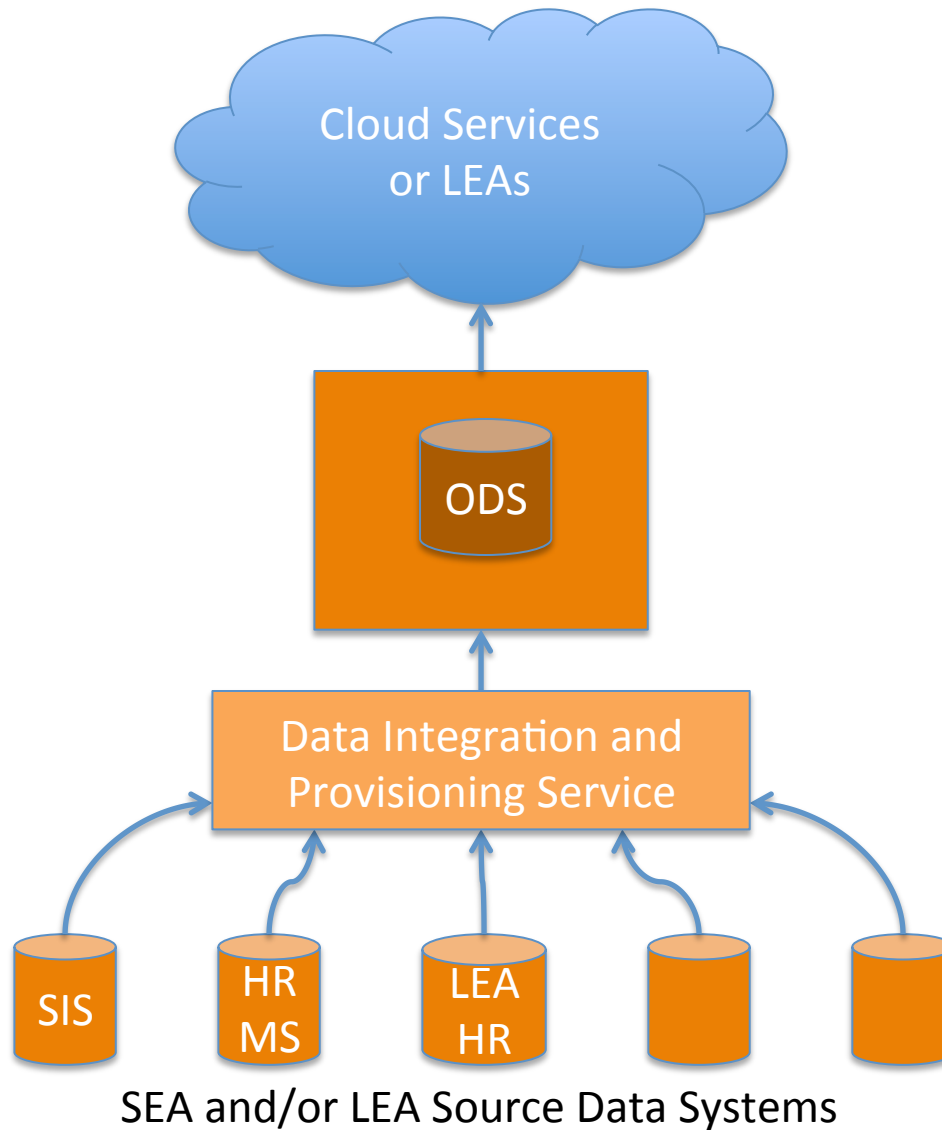 Cloud Services
or LEAs
ODS
Data Integration and
Provisioning Service
SIS
HR
MS
LEA
HR
SEA and/or LEA Source Data Systems